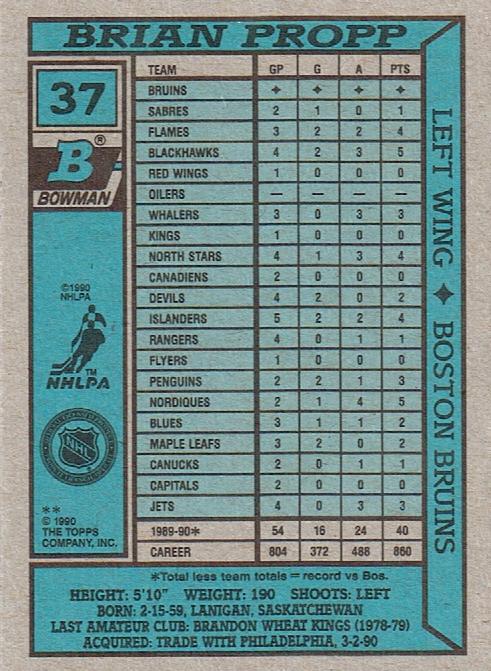 BRIAN PROPP
37
B®
BOWMAN
©1990
NHLPA
TM
NHLPA
NHL
**
© 1990
THE TOPPS
COMPANY, INC.
TEAM GP G A PTS
BRUINS ✦ ✦ ✦ ✦
SABRES 2 1 0 1
FLAMES 3 2 2 4
BLACKHAWKS 4 2 3 5
RED WINGS 1 0 0 0
OILERS — — — —
WHALERS 3 0 3 3
KINGS 1 0 0 0
NORTH STARS 4 1 3 4
CANADIENS 2 0 0 0
DEVILS 4 2 0 2
ISLANDERS 5 2 2 4
RANGERS 4 0 1 1
FLYERS 1 0 0 0
PENGUINS 2 2 1 3
NORDIQUES 2 1 4 5
BLUES 3 1 1 2
MAPLE LEAFS 3 2 0 2
CANUCKS 2 0 1 1
CAPITALS 2 0 0 0
JETS 4 0 3 3
1989-90* 54 16 24 40
CAREER 804 372 488 860
LEFT WING ✦ BOSTON BRUINS
*Total less team totals = record vs Bos.
HEIGHT: 5'10" WEIGHT: 190 SHOOTS: LEFT
BORN: 2-15-59, LANIGAN, SASKATCHEWAN
LAST AMATEUR CLUB: BRANDON WHEAT KINGS (1978-79)
ACQUIRED: TRADE WITH PHILADELPHIA, 3-2-90